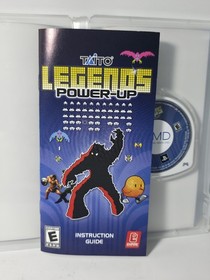 TAITO
LEGENDS
POWER-UP
INSTRUCTION
GUIDE
E
UMD